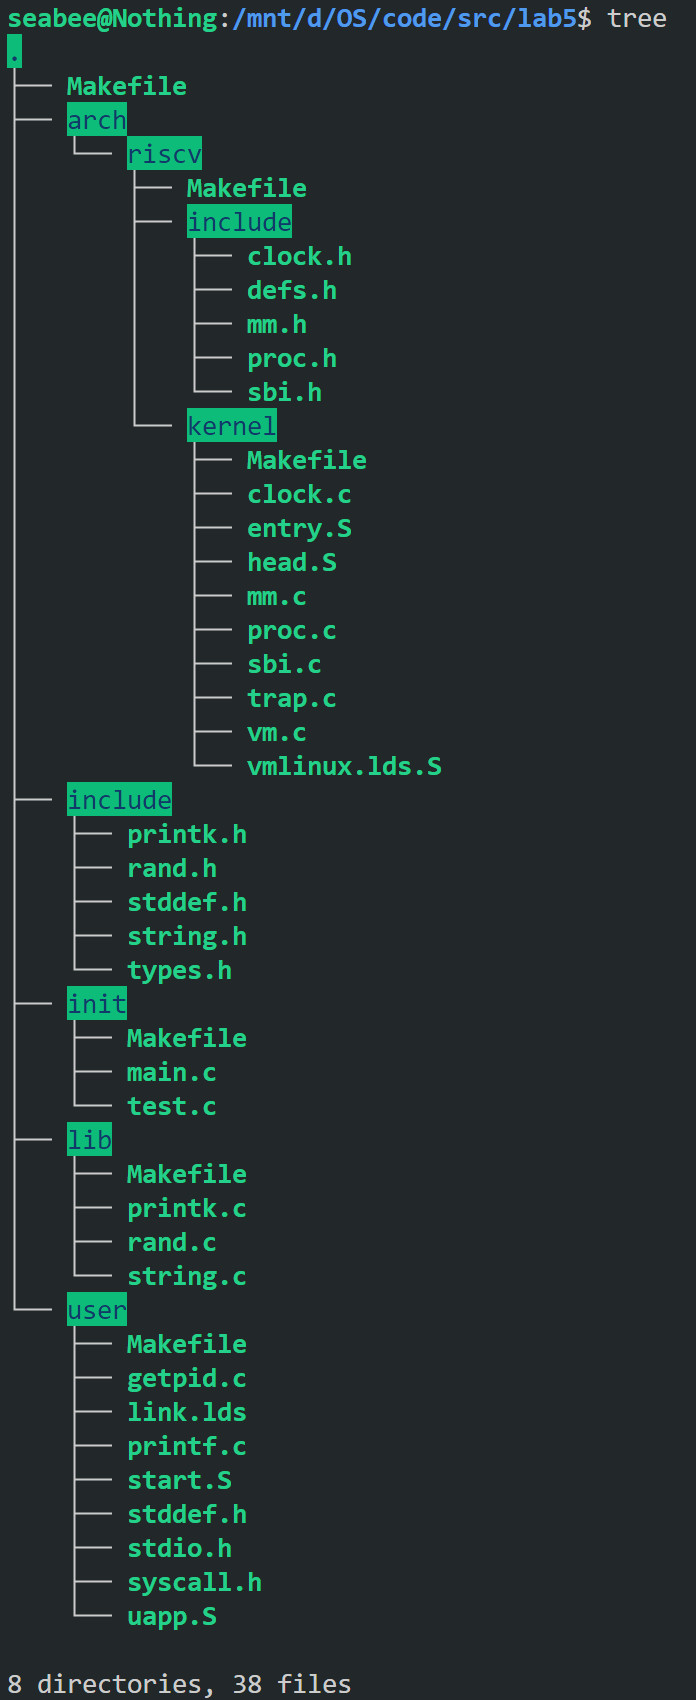 seabee@Nothing:/mnt/d/OS/code/src/lab5$ tree
.
├── Makefile
├── arch
│   └── riscv
│       ├── Makefile
│       ├── include
│       │   ├── clock.h
│       │   ├── defs.h
│       │   ├── mm.h
│       │   ├── proc.h
│       │   └── sbi.h
│       └── kernel
│           ├── Makefile
│           ├── clock.c
│           ├── entry.S
│           ├── head.S
│           ├── mm.c
│           ├── proc.c
│           ├── sbi.c
│           ├── trap.c
│           ├── vm.c
│           └── vmlinux.lds.S
├── include
│   ├── printk.h
│   ├── rand.h
│   ├── stddef.h
│   ├── string.h
│   └── types.h
├── init
│   ├── Makefile
│   ├── main.c
│   └── test.c
├── lib
│   ├── Makefile
│   ├── printk.c
│   ├── rand.c
│   └── string.c
└── user
    ├── Makefile
    ├── getpid.c
    ├── link.lds
    ├── printf.c
    ├── start.S
    ├── stddef.h
    ├── stdio.h
    ├── syscall.h
    └── uapp.S

8 directories, 38 files